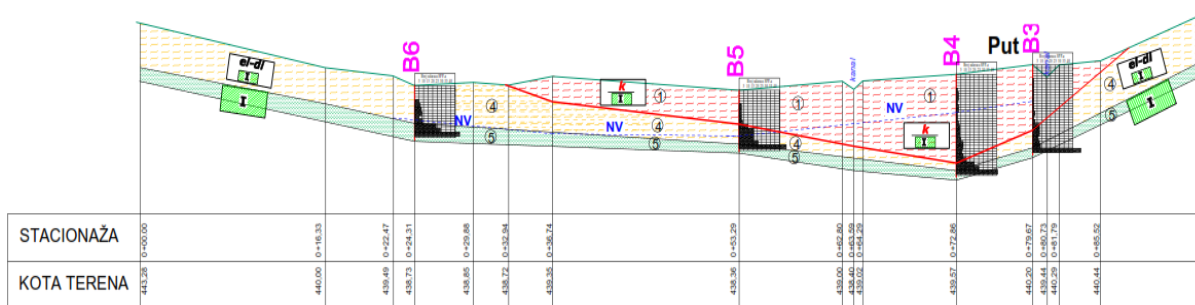 B6
B5
B4
Put
B3
el-dl
I
I
k
I
1
kanal
1
el-dl
I
4
4
NV
NV
NV
4
4
5
5
5
5
k
I
STACIONAŽA
0+00.00
0+16.33
0+22.47
0+24.31
0+29.88
0+32.94
0+36.74
0+53.29
0+62.80
0+63.59
0+64.29
0+72.86
0+79.67
0+80.73
0+81.79
0+85.52
KOTA TERENA
443.28
440.00
439.49
438.73
438.85
438.72
439.35
438.36
439.00
438.40
439.02
439.57
440.20
439.44
440.29
440.44